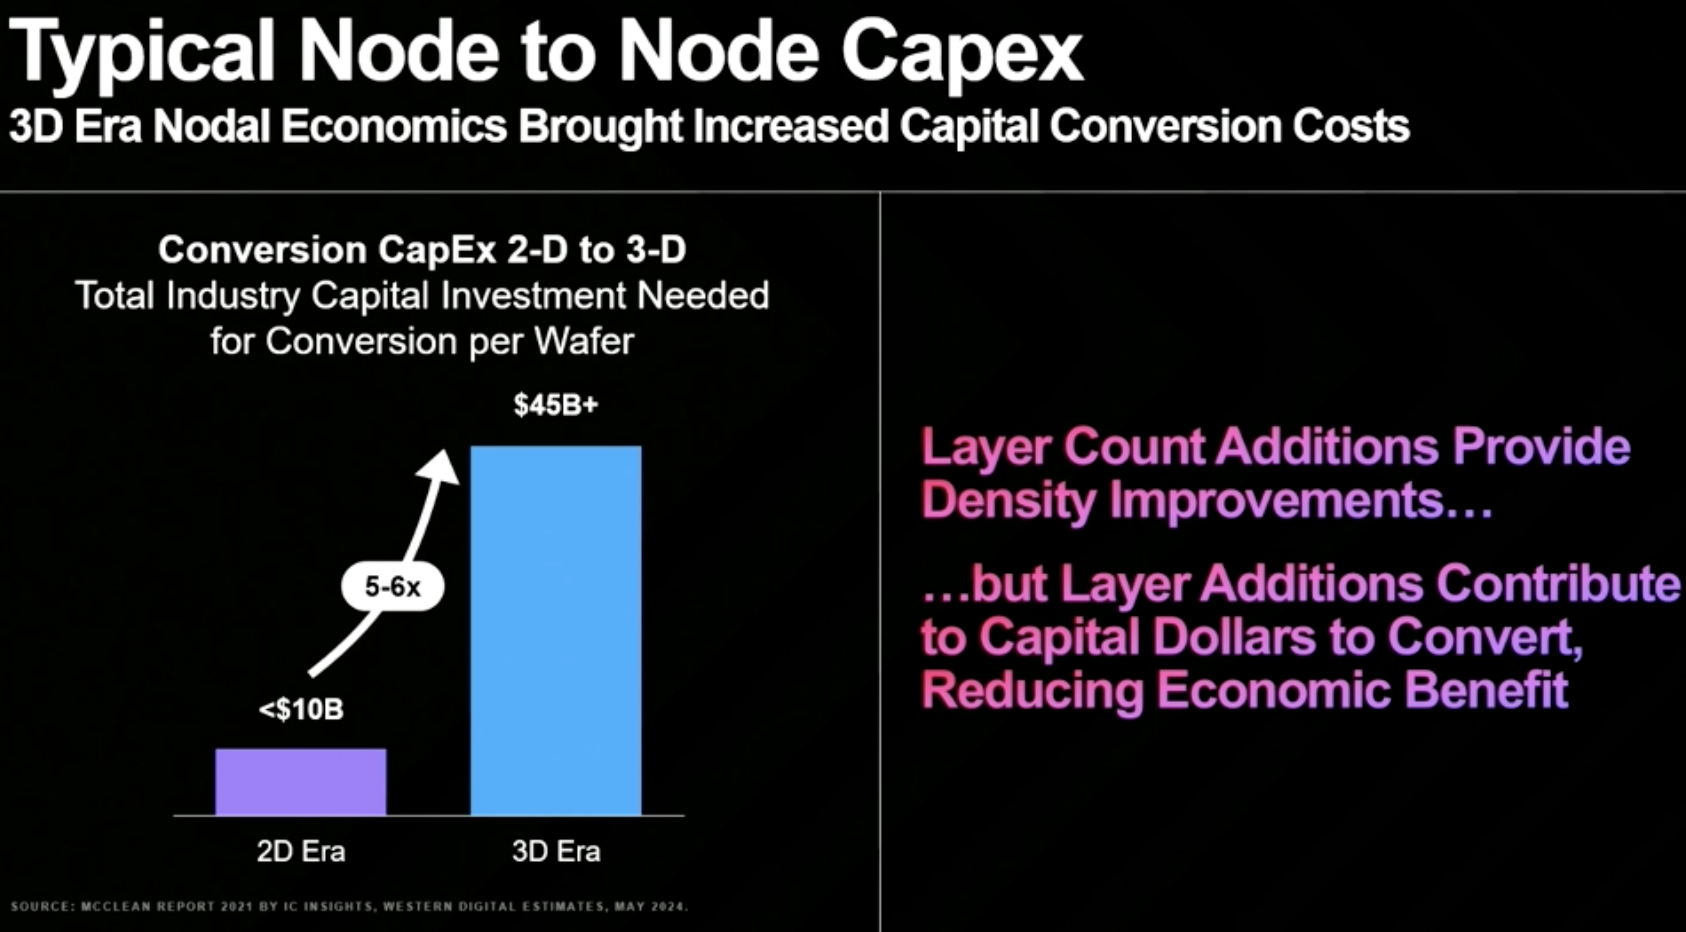 Typical Node to Node Capex
3D Era Nodal Economics Brought Increased Capital Conversion Costs
Conversion CapEx 2-D to 3-D
Total Industry Capital Investment Needed
for Conversion per Wafer
$45B+
5-6x
<$10B
2D Era
3D Era
SOURCE: MCCLEAN REPORT 2021 BY IC INSIGHTS, WESTERN DIGITAL ESTIMATES, MAY 2024.
Layer Count Additions Provide
Density Improvements...
...but Layer Additions Contribute
to Capital Dollars to Convert,
Reducing Economic Benefit